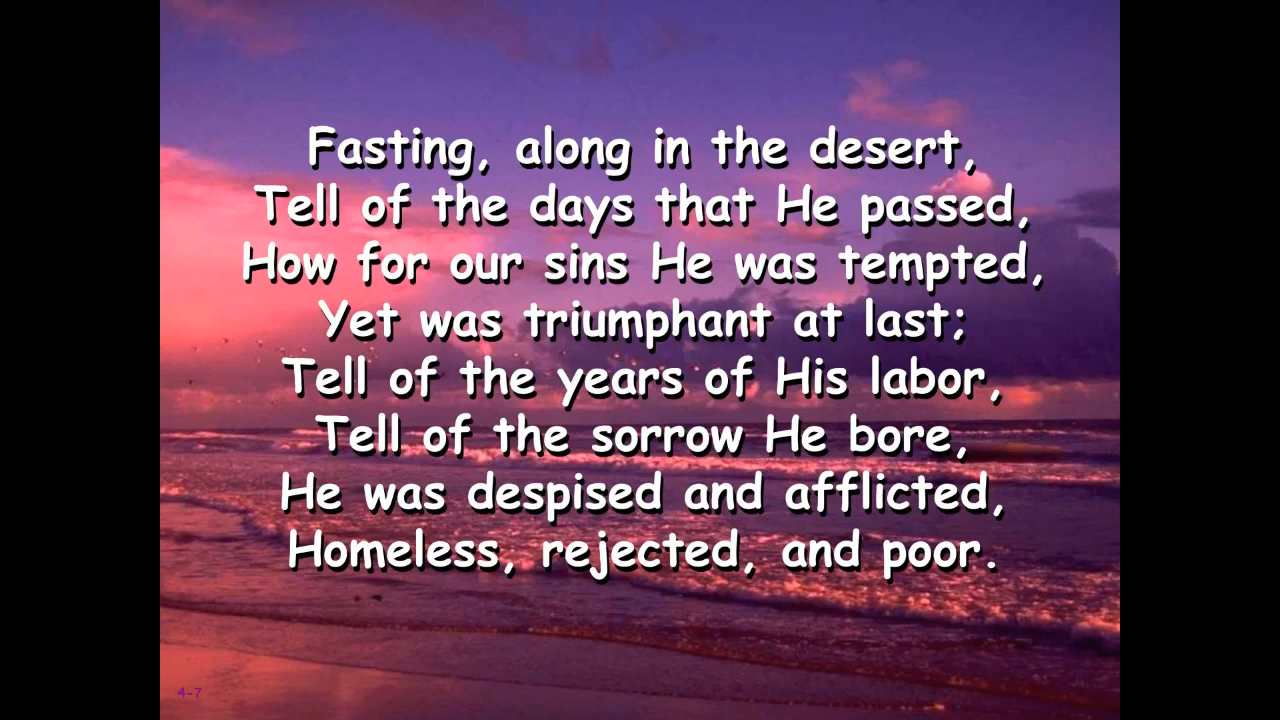 Fasting, along in the desert,
Tell of the days that He passed,
How for our sins He was tempted,
Yet was triumphant at last;
Tell of the years of His labor,
Tell of the sorrow He bore,
He was despised and afflicted,
Homeless, rejected, and poor.
4-7